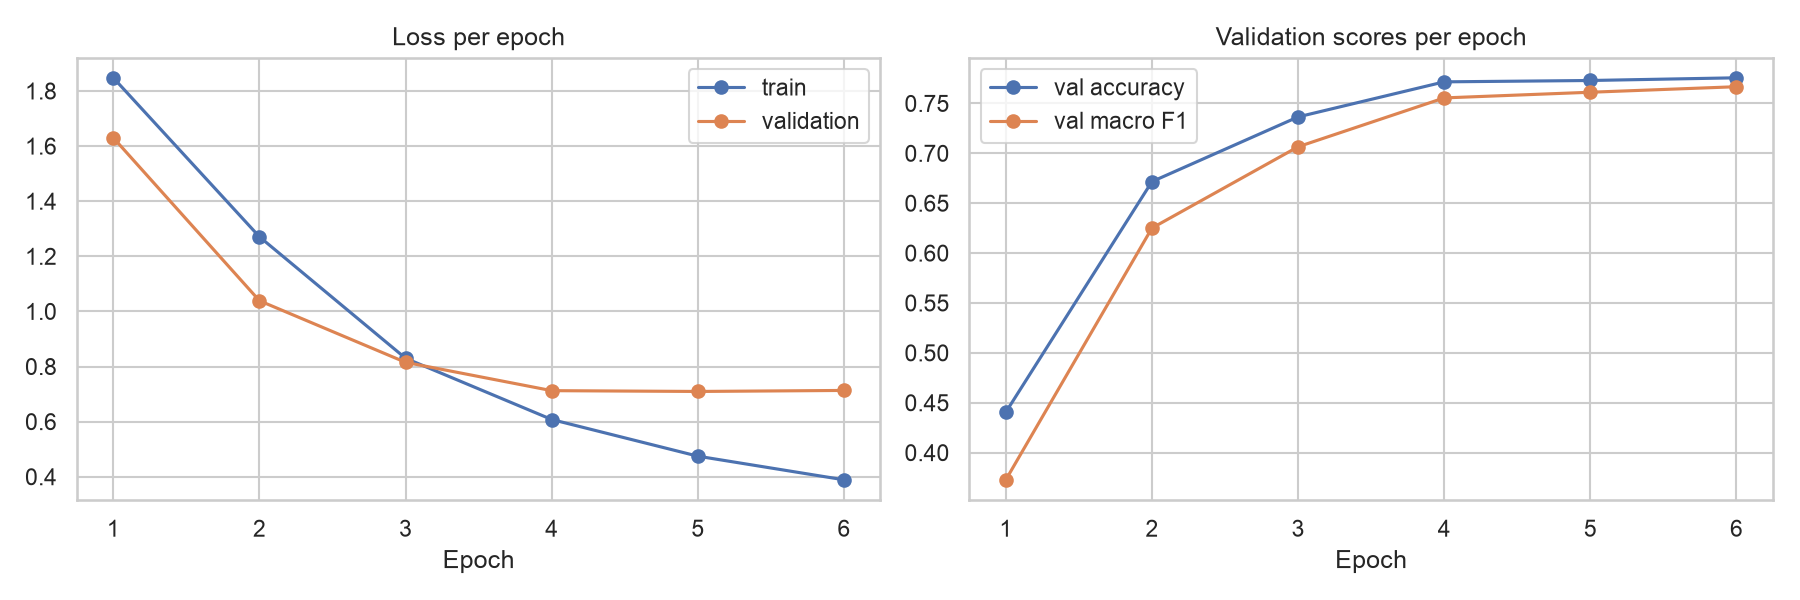 Loss per epoch
train
validation
1.8
1.6
1.4
1.2
1.0
0.8
0.6
0.4
1 2 3 4 5 6
Epoch
Validation scores per epoch
val accuracy
val macro F1
0.75
0.70
0.65
0.60
0.55
0.50
0.45
0.40
1 2 3 4 5 6
Epoch